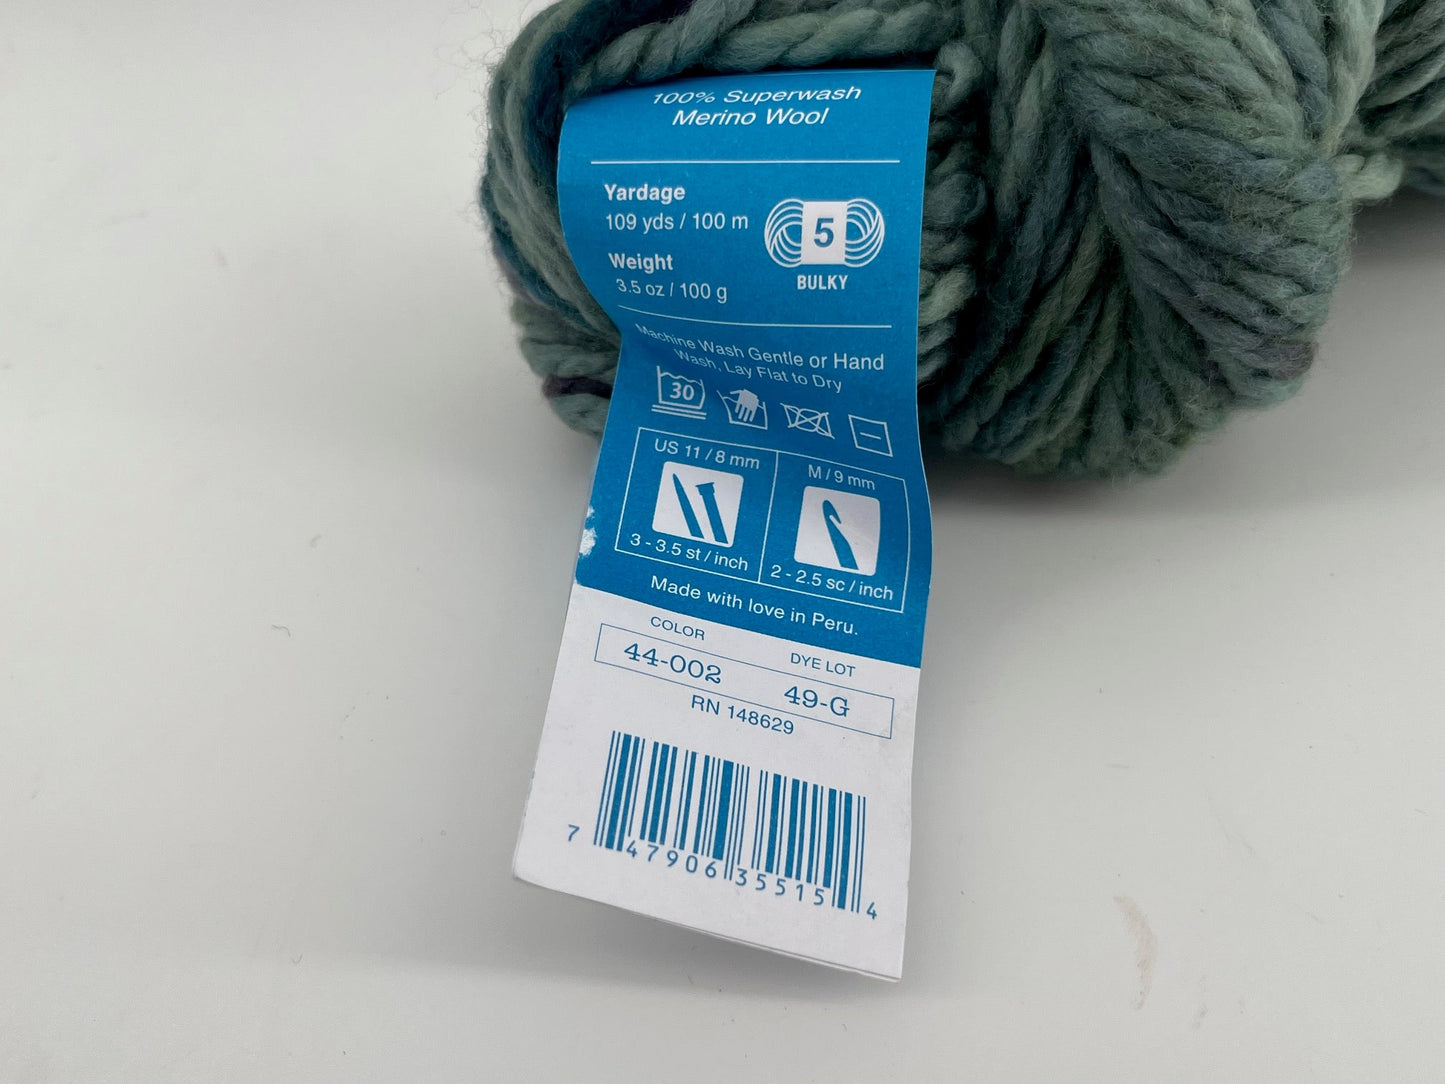 100% Superwash
Merino Wool
Yardage
109 yds / 100 m
Weight
3.5 oz / 100 g
5
BULKY
Machine Wash Gentle or Hand
Wash, Lay Flat to Dry
30
US 11 / 8 mm
3 - 3.5 st / inch
M / 9 mm
2 - 2.5 sc / inch
Made with love in Peru.
COLOR
44-002
DYE LOT
49-G
RN 148629
7 47906 35515 4